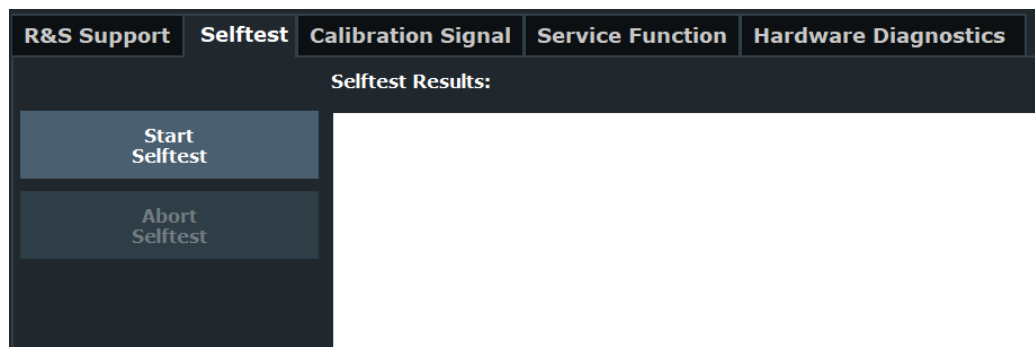 R&S Support Selftest Calibration Signal Service Function Hardware Diagnostics
Selftest Results:
Start
Selftest
Abort
Selftest